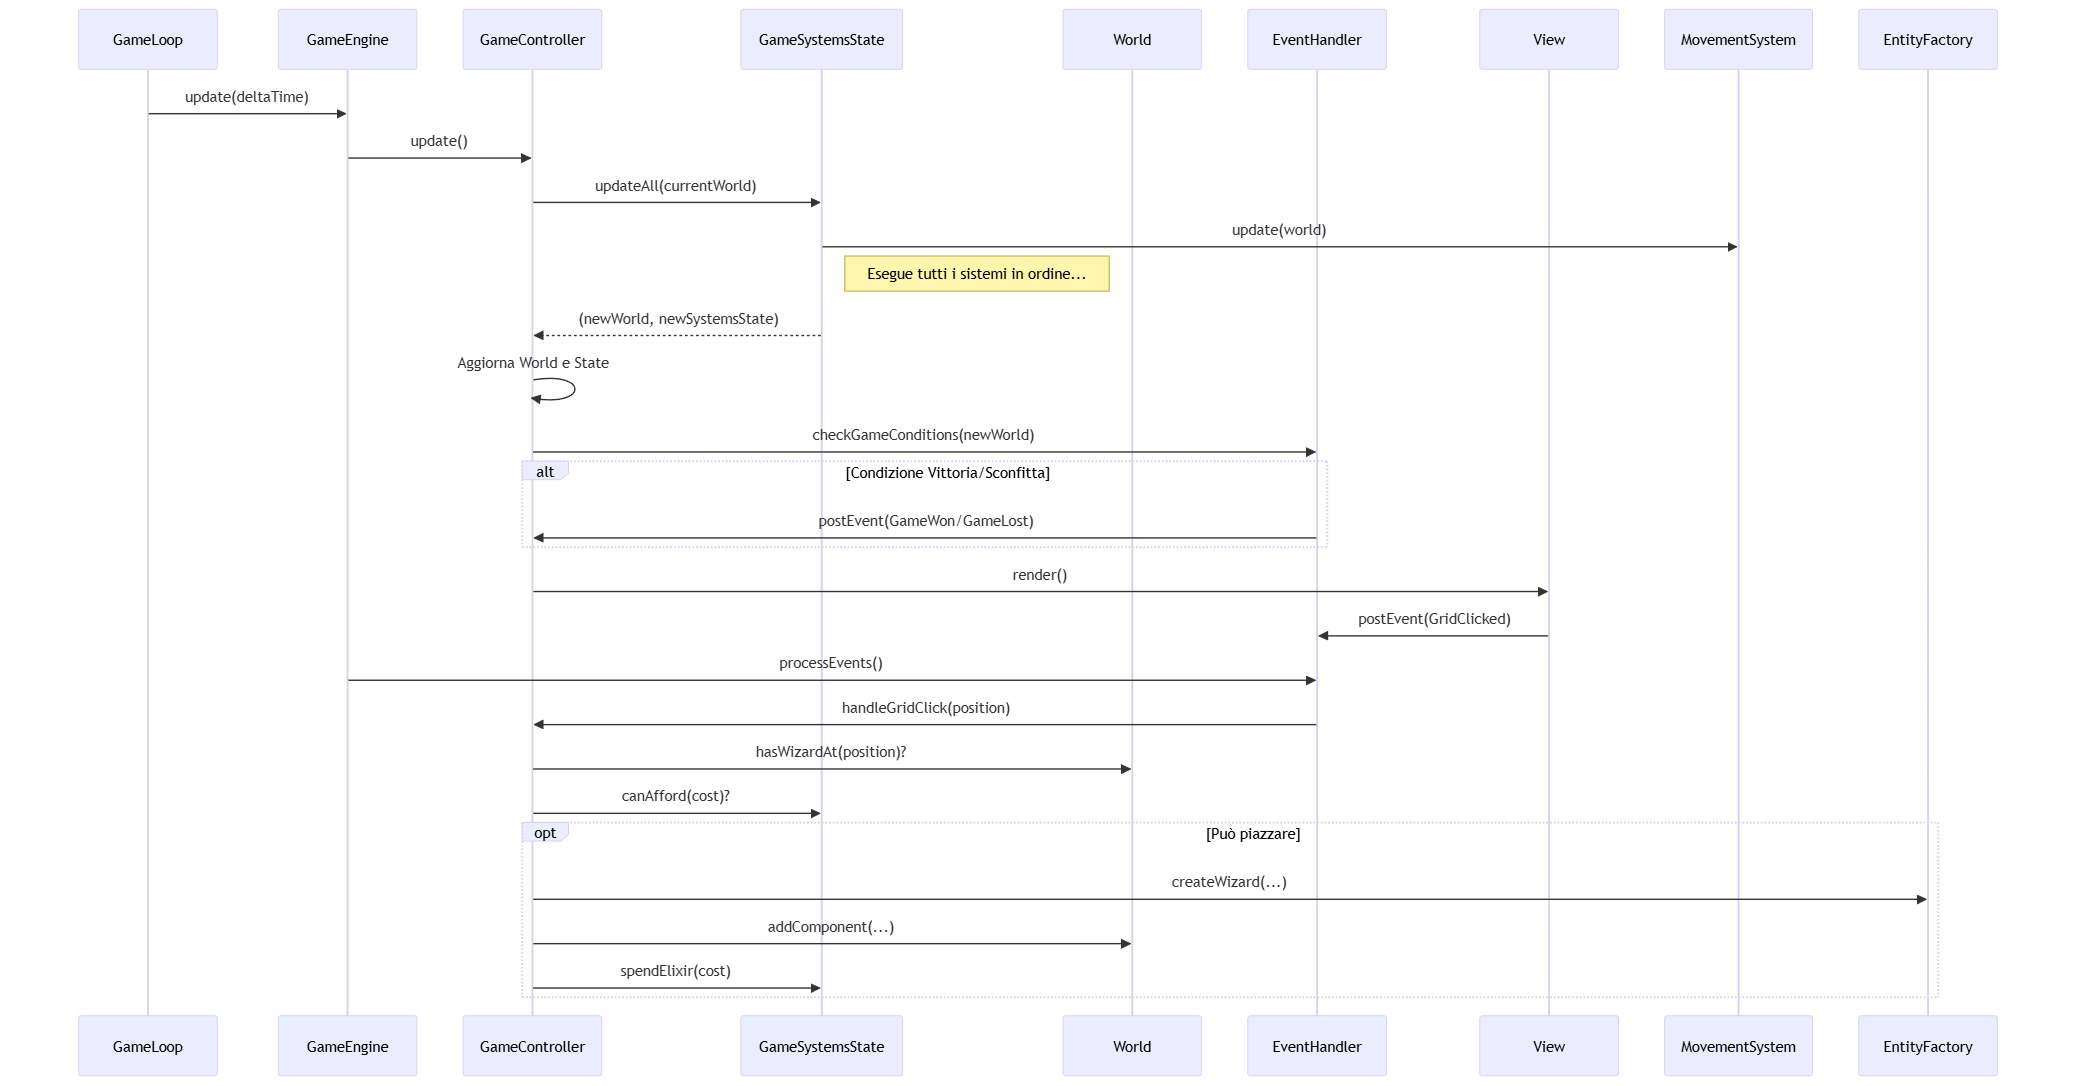 GameLoop
GameEngine
GameController
GameSystemsState
World
EventHandler
View
MovementSystem
EntityFactory
update(deltaTime)
update()
updateAll(currentWorld)
update(world)
Esegue tutti i sistemi in ordine...
(newWorld, newSystemsState)
Aggiorna World e State
checkGameConditions(newWorld)
alt
[Condizione Vittoria/Sconfitta]
postEvent(GameWon/GameLost)
render()
postEvent(GridClicked)
processEvents()
handleGridClick(position)
hasWizardAt(position)?
canAfford(cost)?
opt
[Può piazzare]
createWizard(...)
addComponent(...)
spendElixir(cost)
GameLoop
GameEngine
GameController
GameSystemsState
World
EventHandler
View
MovementSystem
EntityFactory